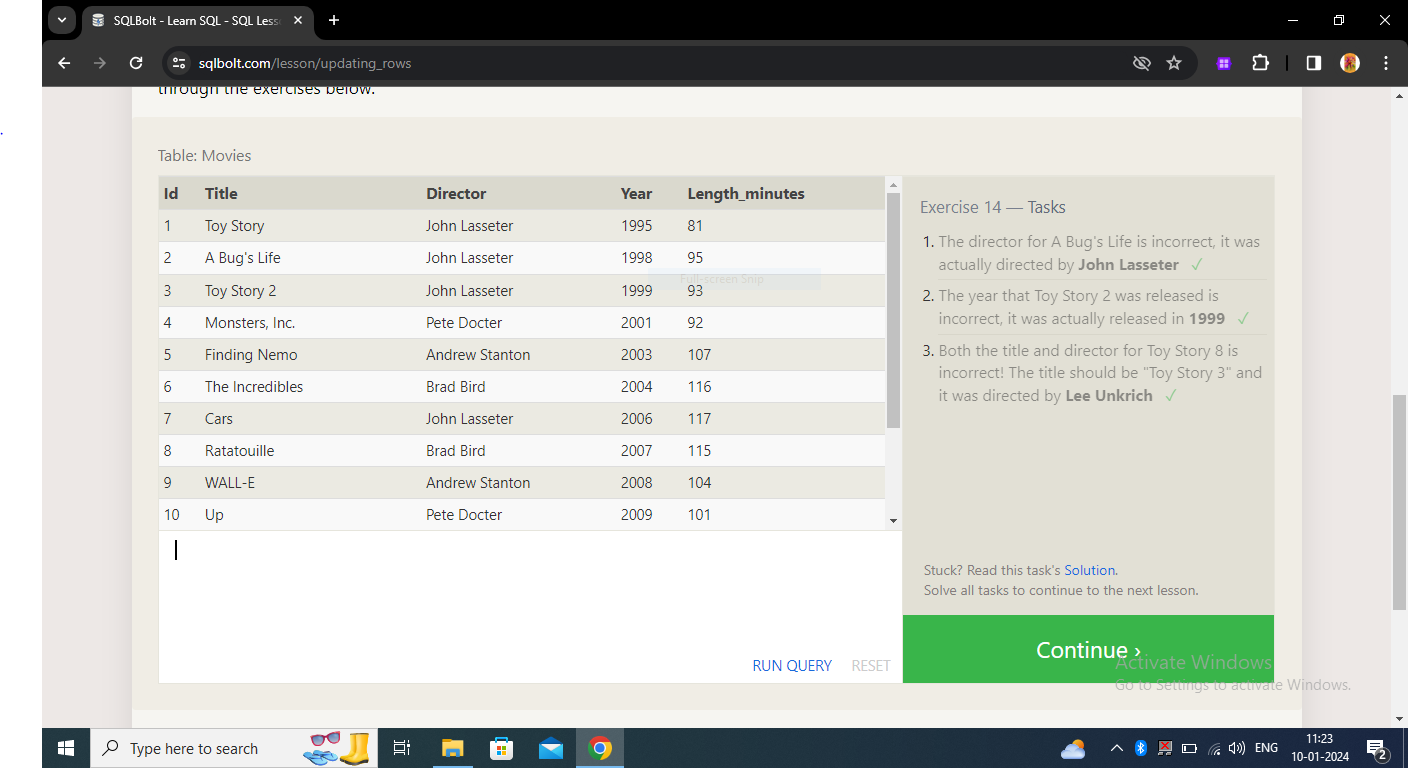 SQLBolt - Learn SQL - SQL Less
sqlbolt.com/lesson/updating_rows
through the exercises below.
.
Table: Movies
Id Title Director Year Length_minutes
1 Toy Story John Lasseter 1995 81
2 A Bug's Life John Lasseter 1998 95
3 Toy Story 2 John Lasseter 1999 93
4 Monsters, Inc. Pete Docter 2001 92
5 Finding Nemo Andrew Stanton 2003 107
6 The Incredibles Brad Bird 2004 116
7 Cars John Lasseter 2006 117
8 Ratatouille Brad Bird 2007 115
9 WALL-E Andrew Stanton 2008 104
10 Up Pete Docter 2009 101
Full-screen Snip
RUN QUERY RESET
Exercise 14 — Tasks
1. The director for A Bug's Life is incorrect, it was
actually directed by John Lasseter ✓
2. The year that Toy Story 2 was released is
incorrect, it was actually released in 1999 ✓
3. Both the title and director for Toy Story 8 is
incorrect! The title should be "Toy Story 3" and
it was directed by Lee Unkrich ✓
Stuck? Read this task's Solution.
Solve all tasks to continue to the next lesson.
Continue ›
Activate Windows
Go to Settings to activate Windows.
Type here to search
ENG
11:23
10-01-2024
2